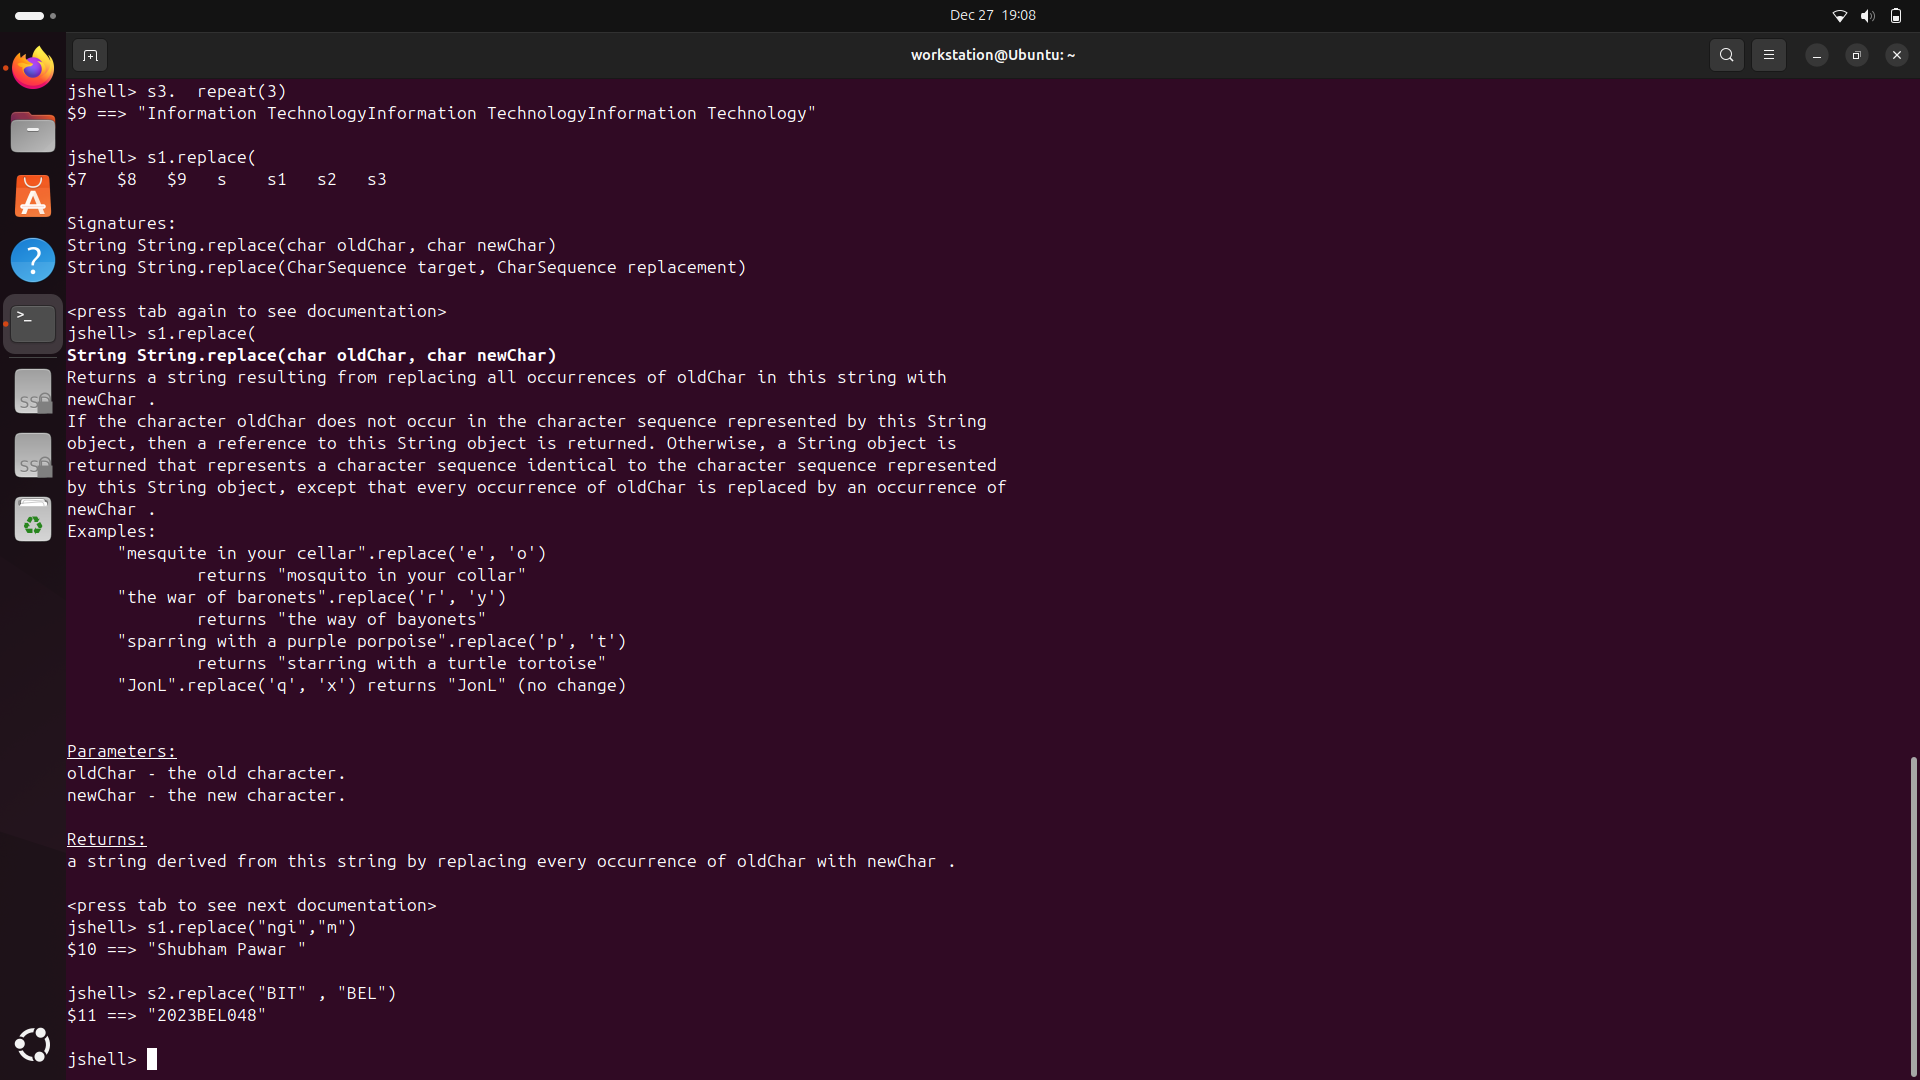 Dec 27 19:08
workstation@Ubuntu: ~
jshell> s3.  repeat(3)
$9 ==> "Information TechnologyInformation TechnologyInformation Technology"
jshell> s1.replace(
$7   $8   $9   s    s1   s2   s3
Signatures:
String String.replace(char oldChar, char newChar)
String String.replace(CharSequence target, CharSequence replacement)
<press tab again to see documentation>
jshell> s1.replace(
String String.replace(char oldChar, char newChar)
Returns a string resulting from replacing all occurrences of oldChar in this string with
newChar .
If the character oldChar does not occur in the character sequence represented by this String
object, then a reference to this String object is returned. Otherwise, a String object is
returned that represents a character sequence identical to the character sequence represented
by this String object, except that every occurrence of oldChar is replaced by an occurrence of
newChar .
Examples:
"mesquite in your cellar".replace('e', 'o')
returns "mosquito in your collar"
"the war of baronets".replace('r', 'y')
returns "the way of bayonets"
"sparring with a purple porpoise".replace('p', 't')
returns "starring with a turtle tortoise"
"JonL".replace('q', 'x') returns "JonL" (no change)
Parameters:
oldChar - the old character.
newChar - the new character.
Returns:
a string derived from this string by replacing every occurrence of oldChar with newChar .
<press tab to see next documentation>
jshell> s1.replace("ngi","m")
$10 ==> "Shubham Pawar "
jshell> s2.replace("BIT" , "BEL")
$11 ==> "2023BEL048"
jshell>